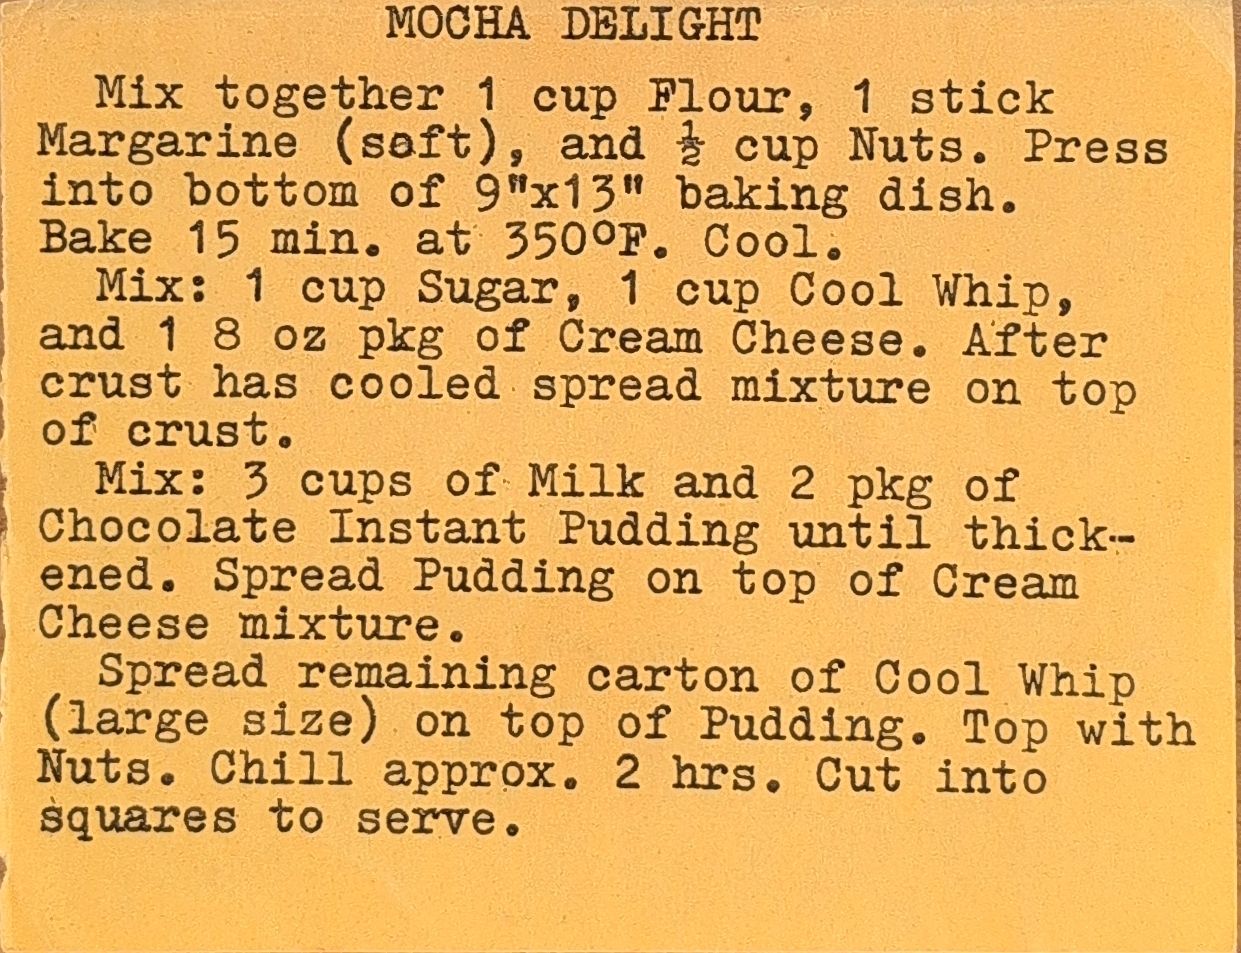 MOCHA DELIGHT
Mix together 1 cup Flour, 1 stick
Margarine (soft), and ½ cup Nuts. Press
into bottom of 9"x13" baking dish.
Bake 15 min. at 350°F. Cool.
Mix: 1 cup Sugar, 1 cup Cool Whip,
and 1 8 oz pkg of Cream Cheese. After
crust has cooled spread mixture on top
of crust.
Mix: 3 cups of Milk and 2 pkg of
Chocolate Instant Pudding until thick-
ened. Spread Pudding on top of Cream
Cheese mixture.
Spread remaining carton of Cool Whip
(large size) on top of Pudding. Top with
Nuts. Chill approx. 2 hrs. Cut into
squares to serve.